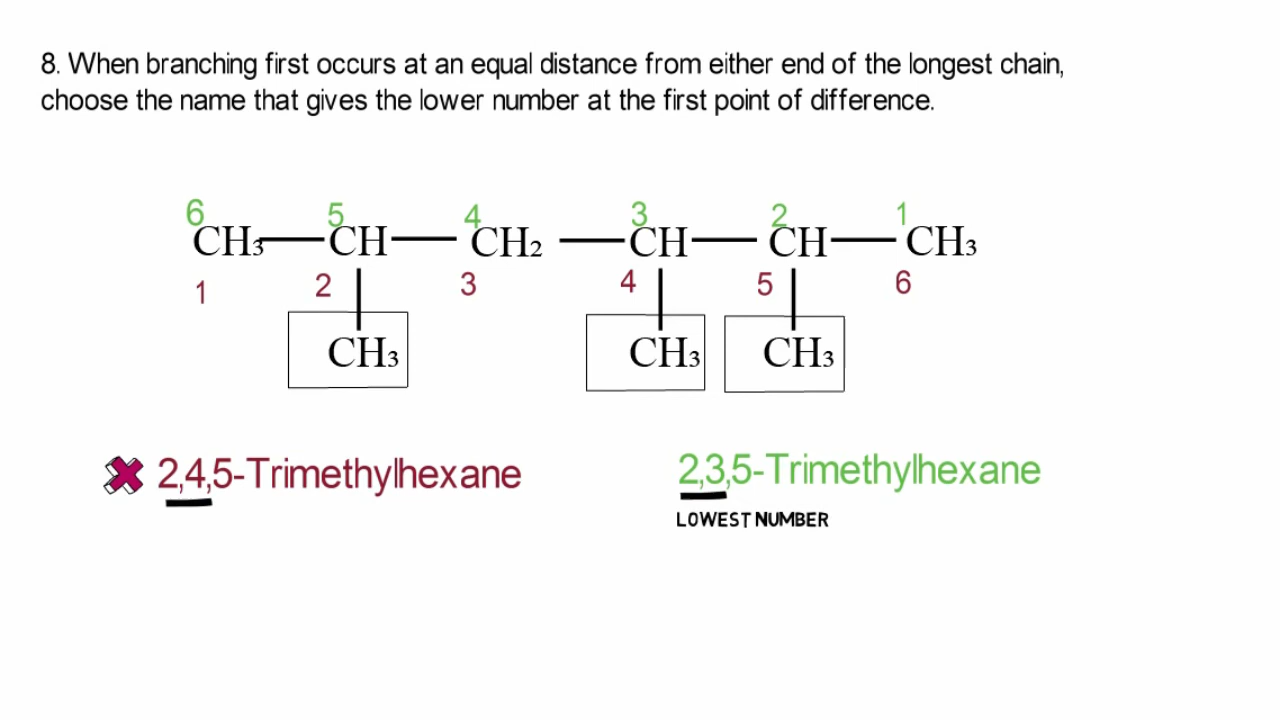 8. When branching first occurs at an equal distance from either end of the longest chain,
choose the name that gives the lower number at the first point of difference.
6 5 4 3 2 1
CH₃—CH—CH₂—CH—CH—CH₃
1 2 3 4 5 6
CH₃ CH₃ CH₃
2,4,5-Trimethylhexane 2,3,5-Trimethylhexane
LOWEST NUMBER